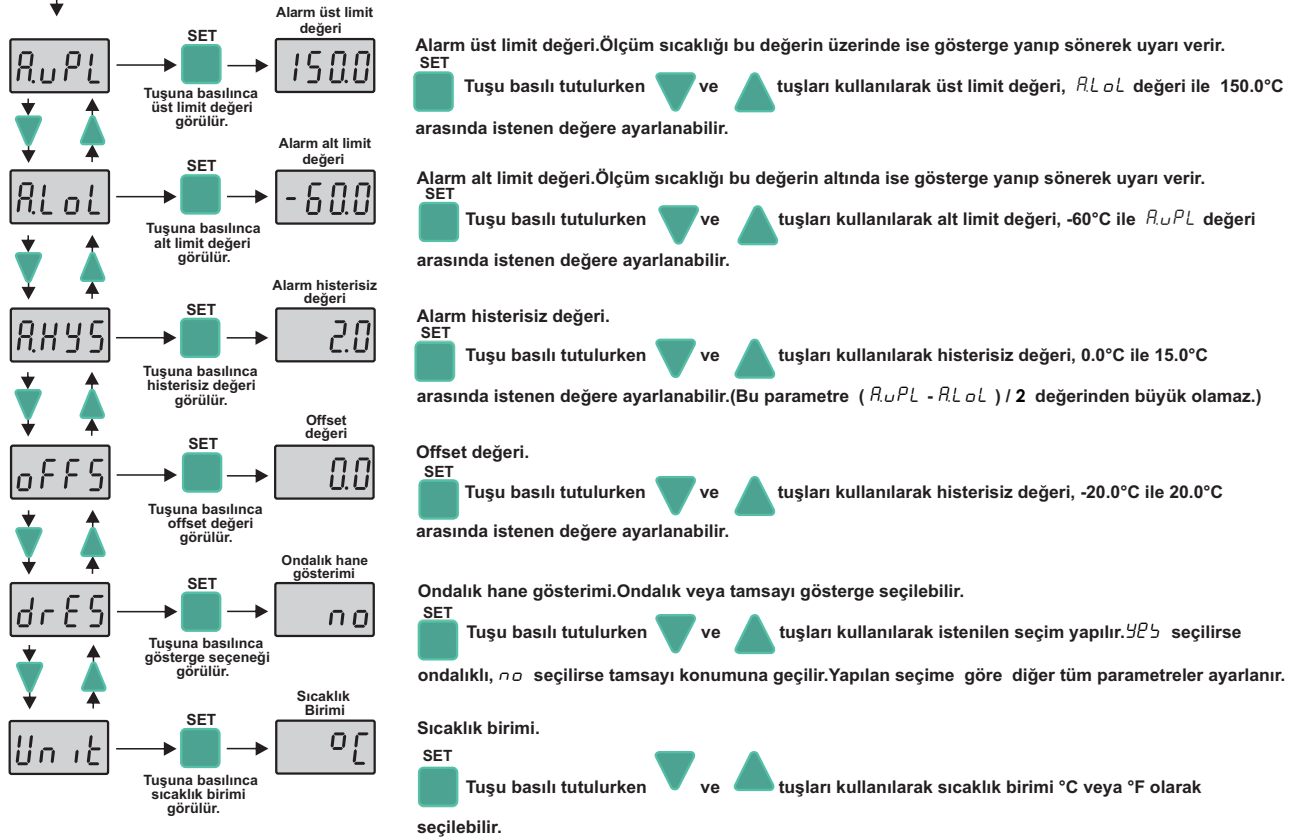 Alarm üst limit
değeri
SET
A.uPL
150.0
Tuşuna basılınca
üst limit değeri
görülür.
Alarm üst limit değeri.Ölçüm sıcaklığı bu değerin üzerinde ise gösterge yanıp sönerek uyarı verir.
SET
Tuşu basılı tutulurken ve tuşları kullanılarak üst limit değeri, A.LoL değeri ile 150.0°C
arasında istenen değere ayarlanabilir.
Alarm alt limit
değeri
SET
A.LoL
-60.0
Tuşuna basılınca
alt limit değeri
görülür.
Alarm alt limit değeri.Ölçüm sıcaklığı bu değerin altında ise gösterge yanıp sönerek uyarı verir.
SET
Tuşu basılı tutulurken ve tuşları kullanılarak alt limit değeri, -60°C ile A.uPL değeri
arasında istenen değere ayarlanabilir.
Alarm histerisiz
değeri
SET
A.HYS
2.0
Tuşuna basılınca
histerisiz değeri
görülür.
Alarm histerisiz değeri.
SET
Tuşu basılı tutulurken ve tuşları kullanılarak histerisiz değeri, 0.0°C ile 15.0°C
arasında istenen değere ayarlanabilir.(Bu parametre ( A.uPL - A.LoL ) / 2 değerinden büyük olamaz.)
Offset
değeri
SET
oFFS
0.0
Tuşuna basılınca
offset değeri
görülür.
Offset değeri.
SET
Tuşu basılı tutulurken ve tuşları kullanılarak histerisiz değeri, -20.0°C ile 20.0°C
arasında istenen değere ayarlanabilir.
Ondalık hane
gösterimi
SET
drES
no
Tuşuna basılınca
gösterge seçeneği
görülür.
Ondalık hane gösterimi.Ondalık veya tamsayı gösterge seçilebilir.
SET
Tuşu basılı tutulurken ve tuşları kullanılarak istenilen seçim yapılır.YES seçilirse
ondalıklı, no seçilirse tamsayı konumuna geçilir.Yapılan seçime göre diğer tüm parametreler ayarlanır.
Sıcaklık
Birimi
SET
Unit
°C
Tuşuna basılınca
sıcaklık birimi
görülür.
Sıcaklık birimi.
SET
Tuşu basılı tutulurken ve tuşları kullanılarak sıcaklık birimi °C veya °F olarak
seçilebilir.